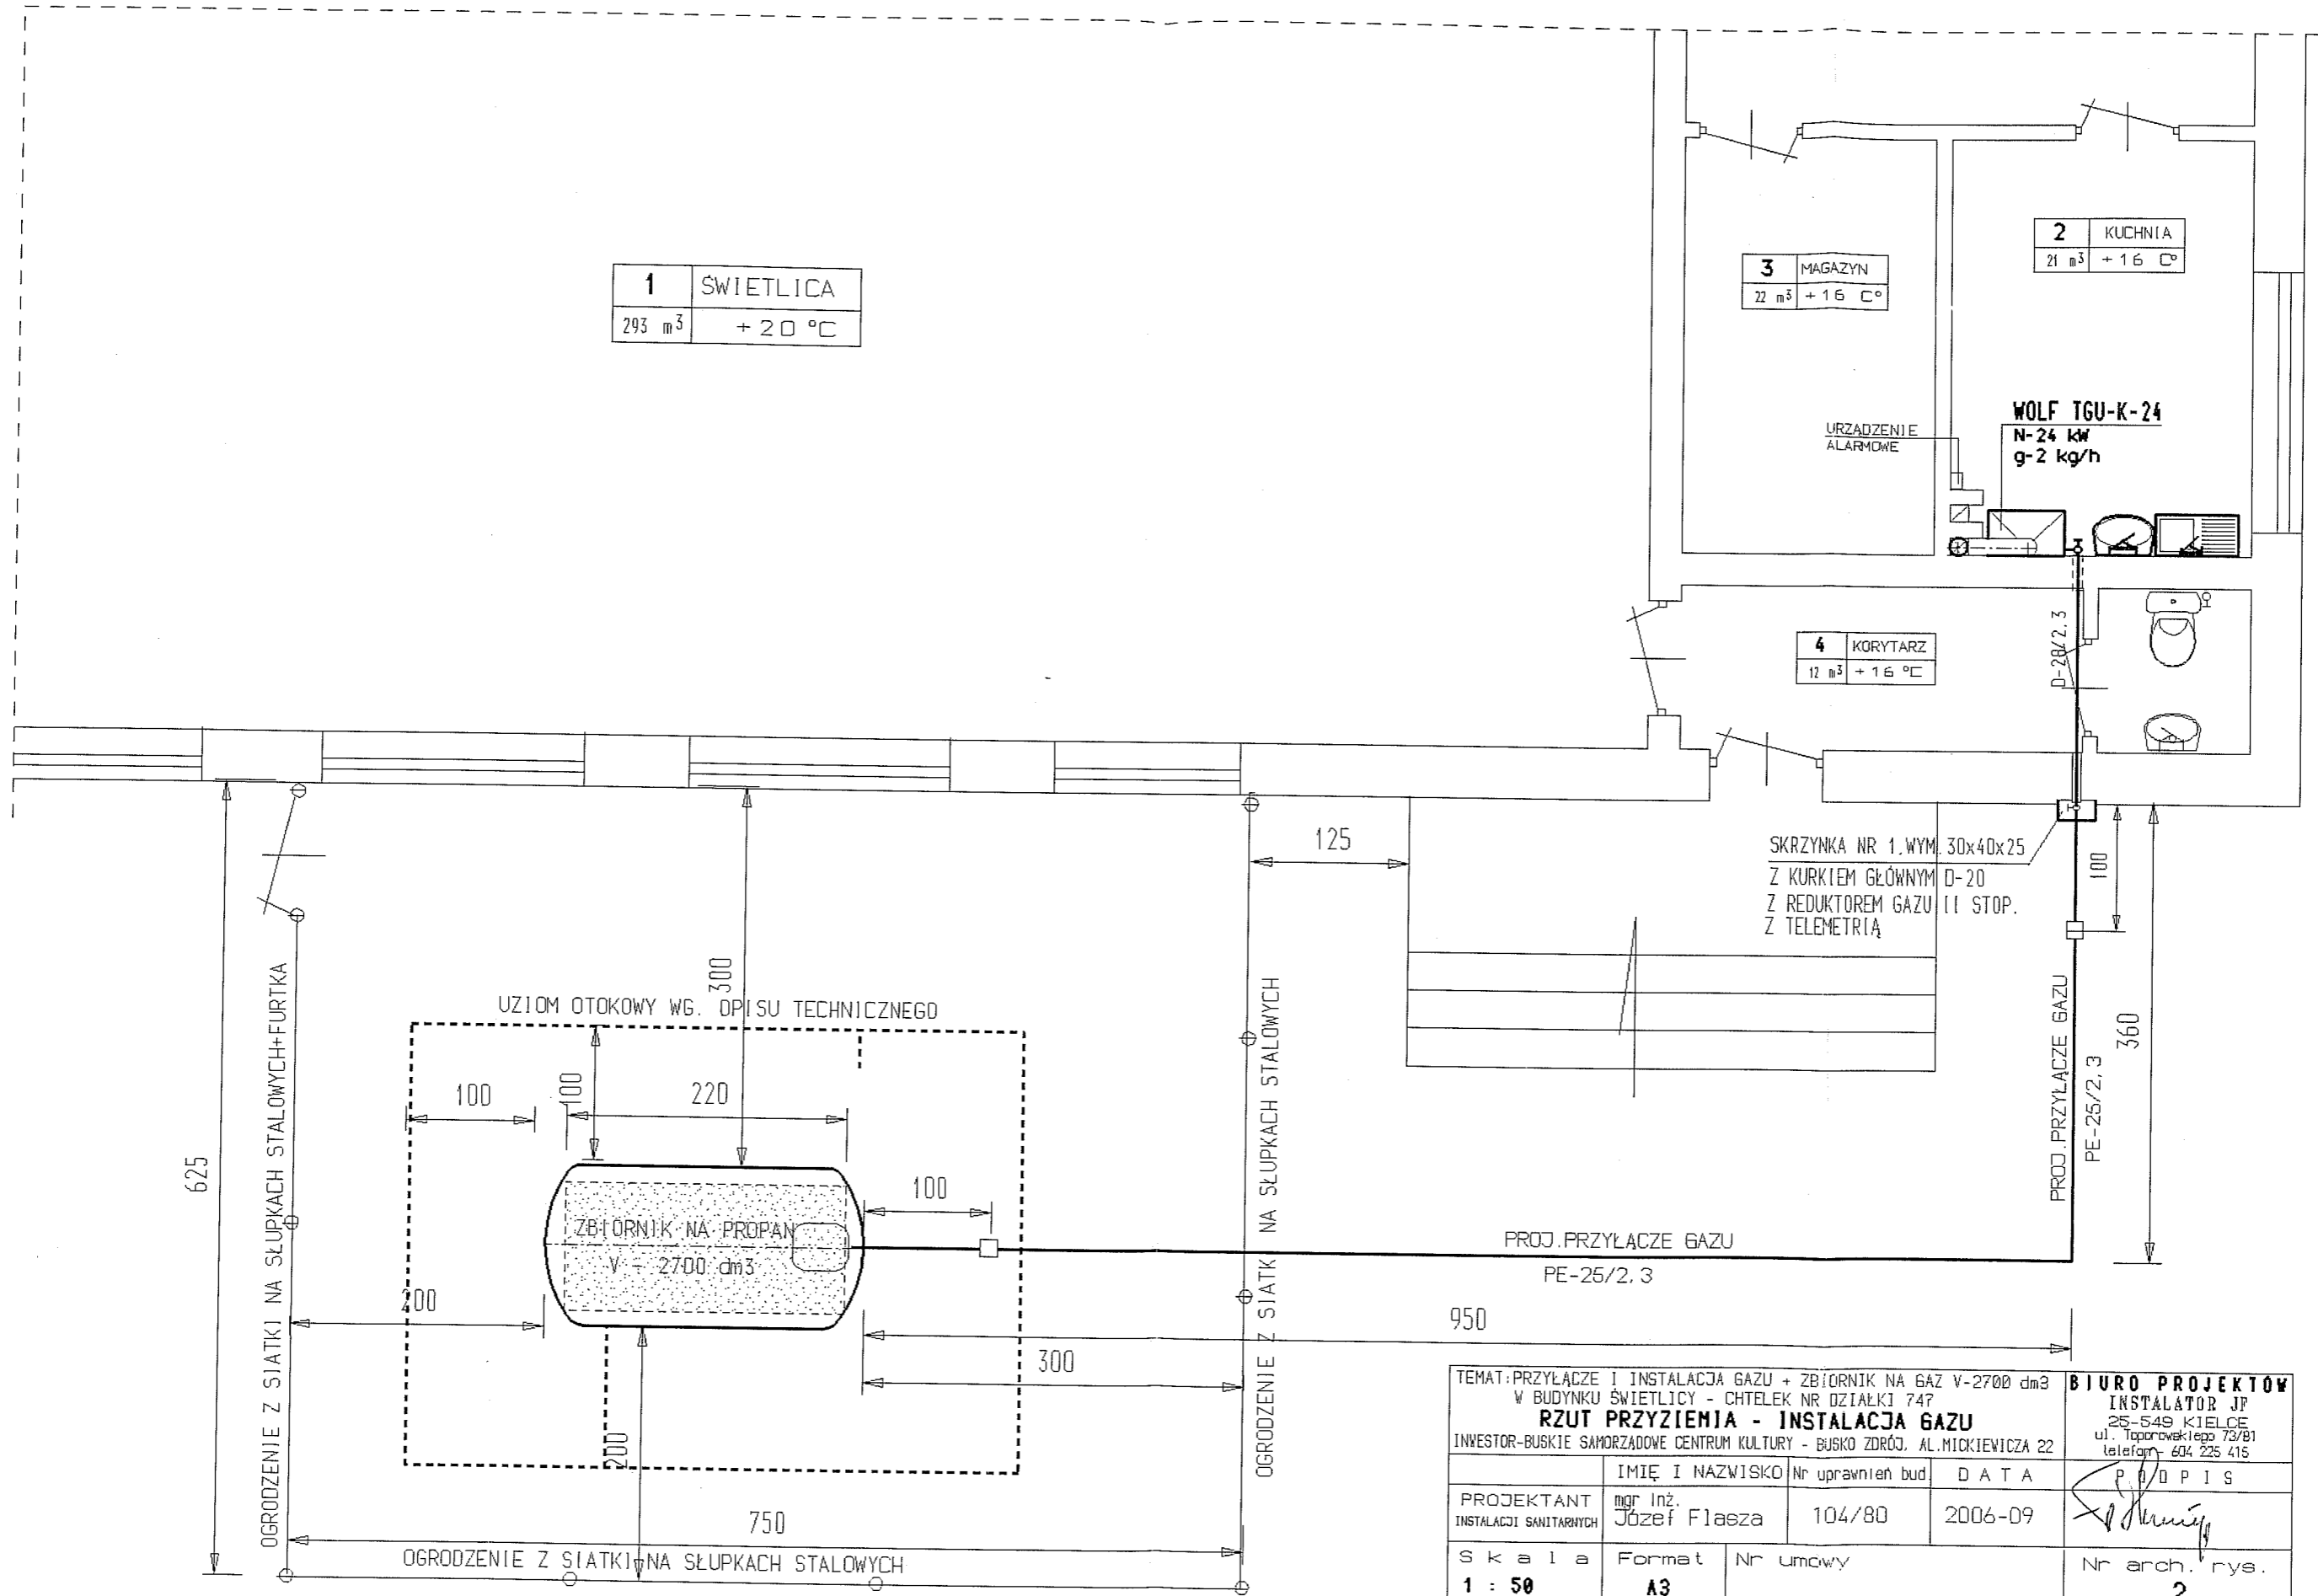 1 ŚWIETLICA
293 m3 +20 °C
2 KUCHNIA
21 m3 +16 C°
3 MAGAZYN
22 m3 +16 C°
WOLF TGU-K-24
N-24 kW
g-2 kg/h
URZĄDZENIE
ALARMOWE
4 KORYTARZ
12 m3 +16 °C
D-28/2,3
125
SKRZYNKA NR 1.WYM.30x40x25
Z KURKIEM GŁÓWNYM D-20
Z REDUKTOREM GAZU II STOP.
Z TELEMETRIĄ
100
360
PROJ.PRZYŁĄCZE GAZU
PE-25/2,3
300
UZIOM OTOKOWY WG. OPISU TECHNICZNEGO
100
100
220
625
OGRODZENIE Z SIATKI NA SŁUPKACH STALOWYCH+FURTKA
ZBIORNIK NA PROPAN
V - 2700 dm3
100
200
200
OGRODZENIE Z SIATK NA SŁUPKACH STALOWYCH
PROJ.PRZYŁĄCZE GAZU
PE-25/2,3
950
300
750
OGRODZENIE Z SIATKI NA SŁUPKACH STALOWYCH
TEMAT:PRZYŁĄCZE I INSTALACJA GAZU + ZBIORNIK NA GAZ V-2700 dm3
W BUDYNKU ŚWIETLICY - CHTELEK NR DZIAŁKI 747
RZUT PRZYZIEMIA - INSTALACJA GAZU
INWESTOR-BUSKIE SAMORZĄDOWE CENTRUM KULTURY - BUSKO ZDRÓJ, AL.MICKIEWICZA 22
BIURO PROJEKTÓW
INSTALATOR JF
25-549 KIELCE
ul. Toporowskiego 73/81
telefon- 604 225 415
IMIĘ I NAZWISKO Nr uprawnień bud DATA PODPIS
PROJEKTANT
INSTALACJI SANITARNYCH
mgr inż.
Józef Flasza 104/80 2006-09
Skala Format Nr umowy Nr arch. rys.
1 : 50 A3 2